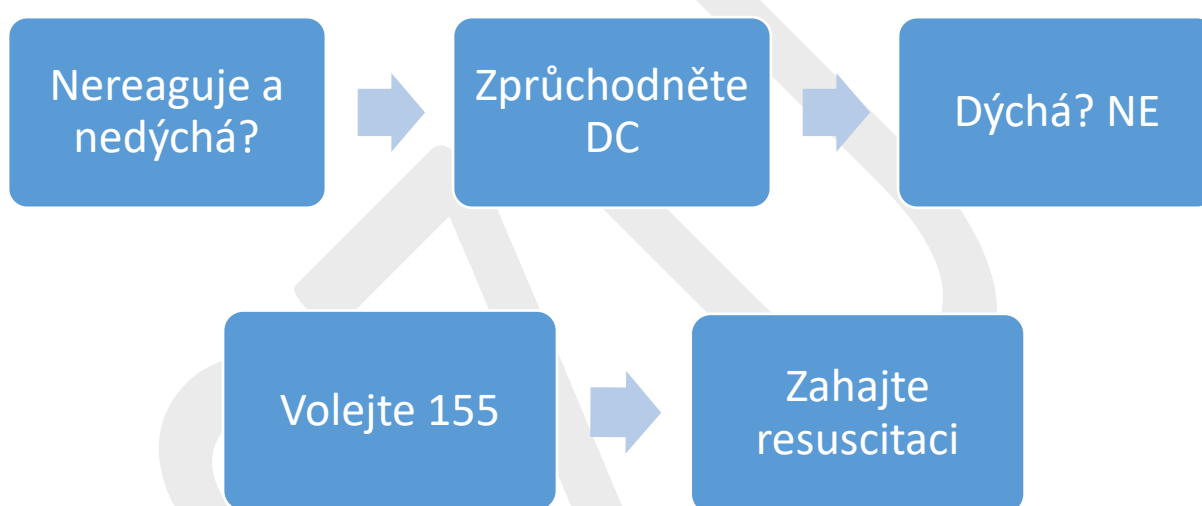 Nereaguje a
nedýchá?
Zprůchodněte
DC
Dýchá? NE
Volejte 155
Zahajte
resuscitaci